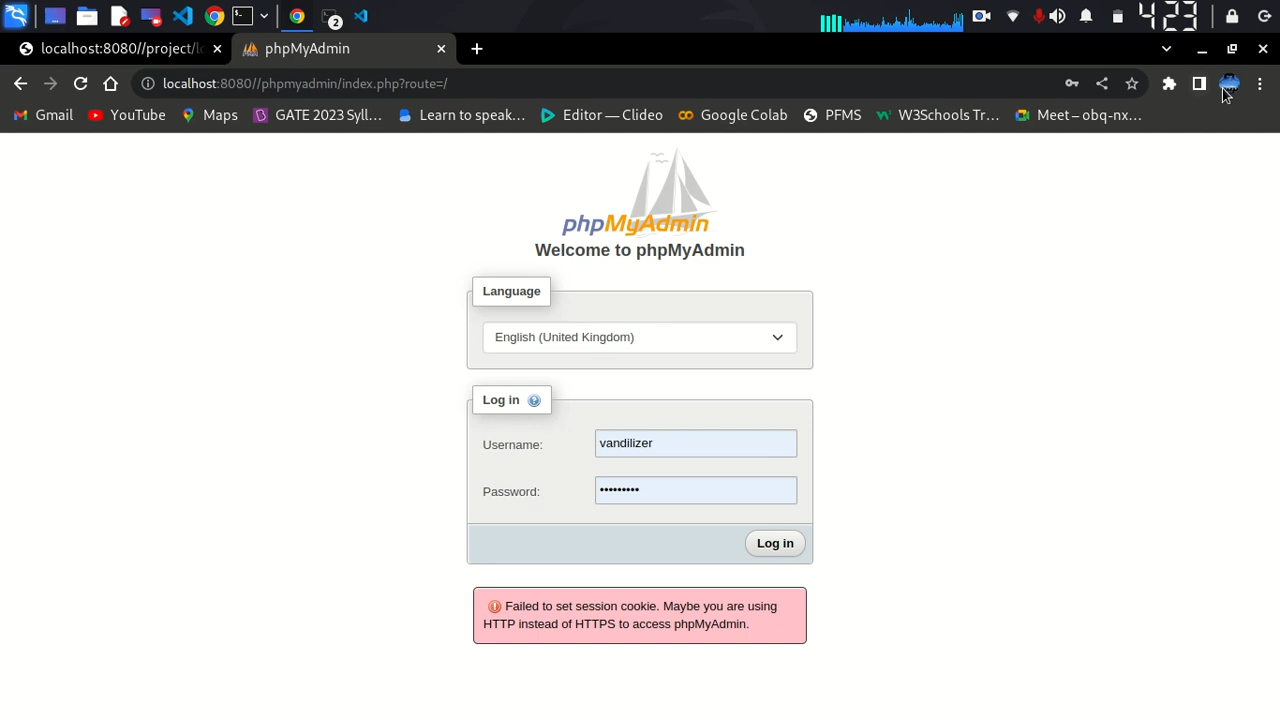 2
4 23
localhost:8080//project/l
phpMyAdmin
localhost:8080//phpmyadmin/index.php?route=/
Gmail
YouTube
Maps
GATE 2023 Syll...
Learn to speak...
Editor — Clideo
Google Colab
PFMS
W3Schools Tr...
Meet – obq-nx...
phpMyAdmin
Welcome to phpMyAdmin
Language
English (United Kingdom)
Log in
Username:
vandilizer
Password:
•••••••••
Log in
Failed to set session cookie. Maybe you are using
HTTP instead of HTTPS to access phpMyAdmin.